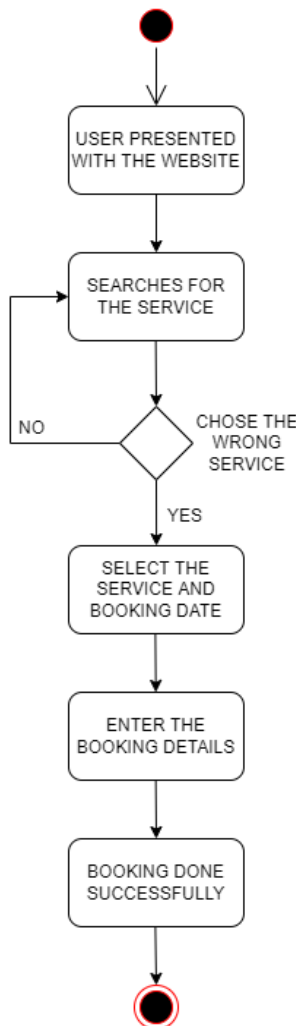 USER PRESENTED
WITH THE WEBSITE
SEARCHES FOR
THE SERVICE
CHOSE THE
WRONG
SERVICE
NO
YES
SELECT THE
SERVICE AND
BOOKING DATE
ENTER THE
BOOKING DETAILS
BOOKING DONE
SUCCESSFULLY